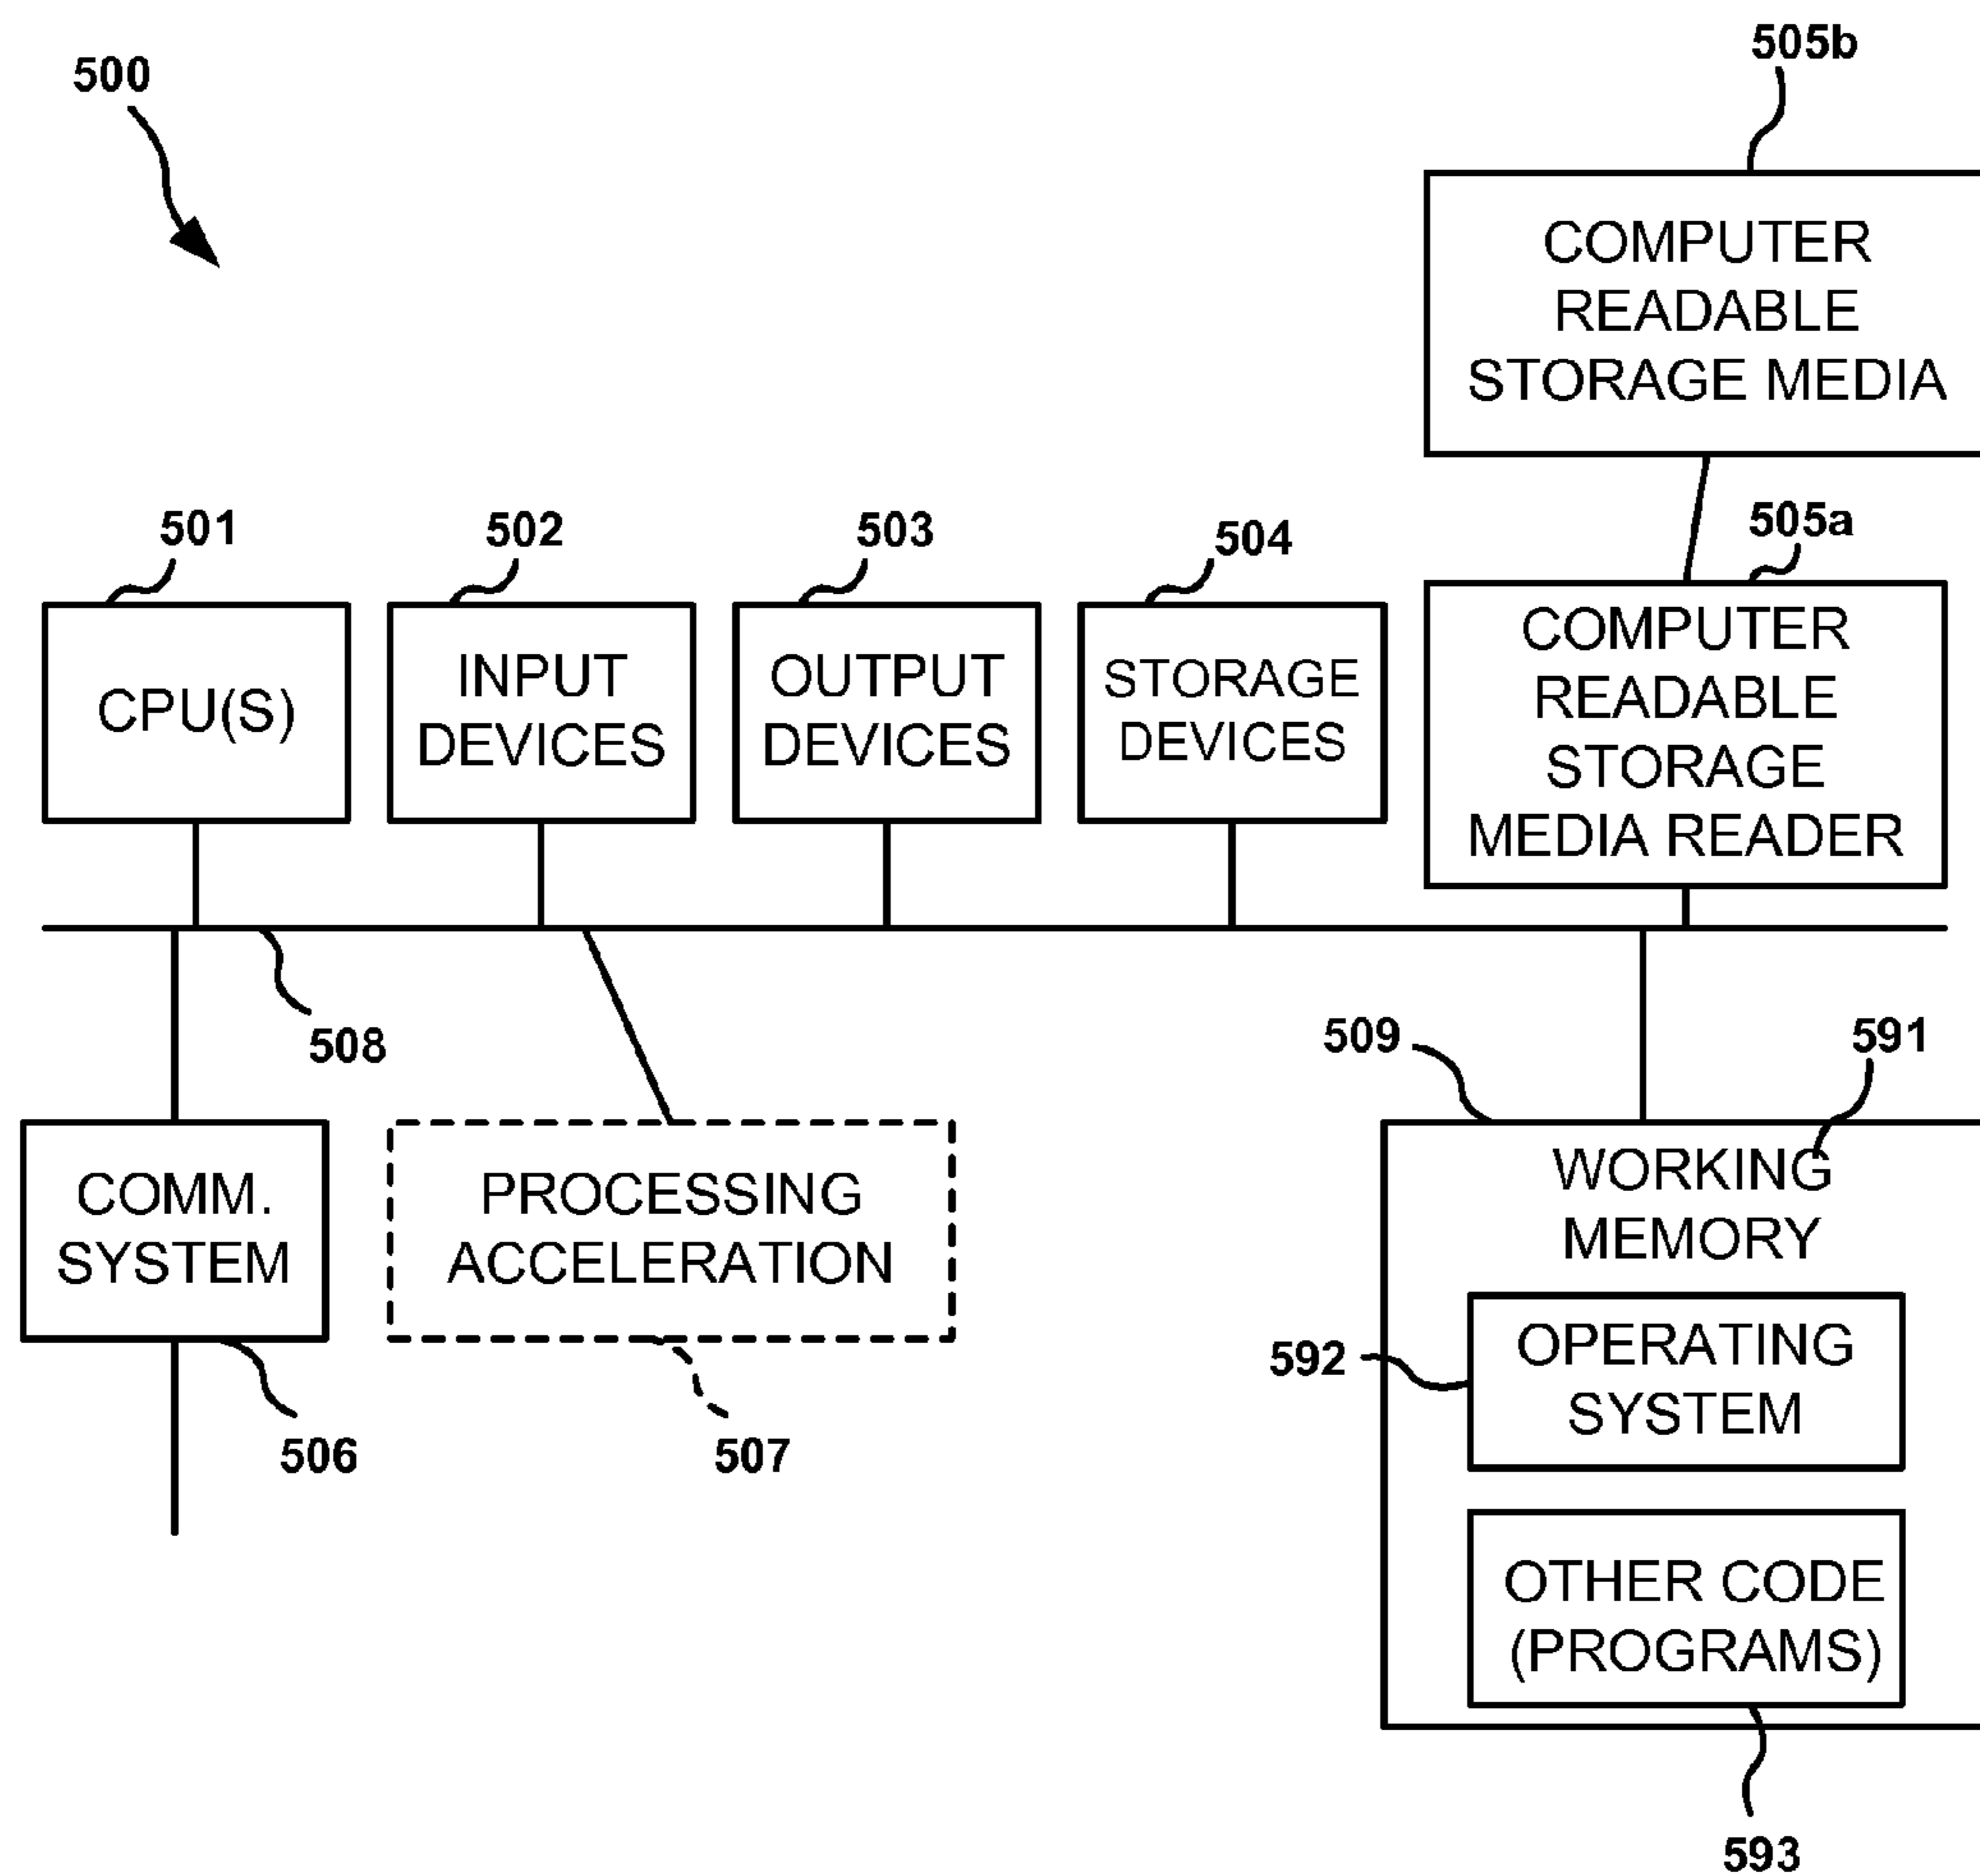 505b
500
COMPUTER
READABLE
STORAGE MEDIA
501
502
503
504
505a
CPU(S)
INPUT
DEVICES
OUTPUT
DEVICES
STORAGE
DEVICES
COMPUTER
READABLE
STORAGE
MEDIA READER
508
509
591
COMM.
SYSTEM
PROCESSING
ACCELERATION
WORKING
MEMORY
592
OPERATING
SYSTEM
506
507
OTHER CODE
(PROGRAMS)
593